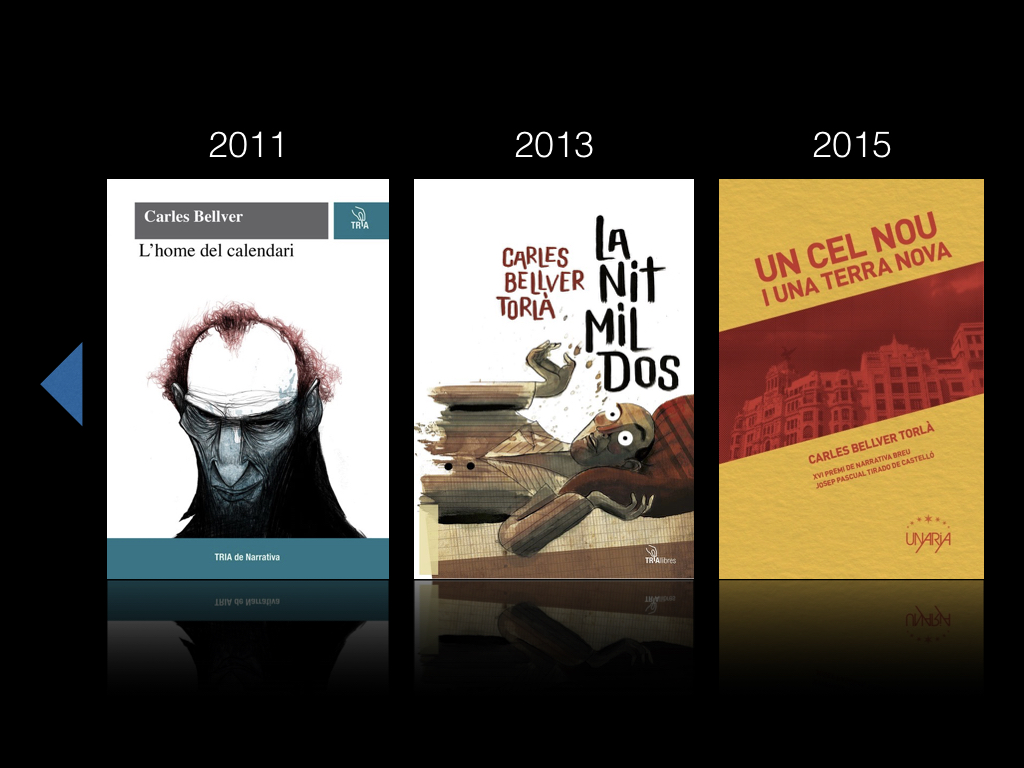 2011
2013
2015
Carles Bellver
TRIA
L'home del calendari
TRIA de Narrativa
CARLES
BELLVER
TORLÀ
LA
NIT
MIL
DOS
TRIAllibres
UN CEL NOU
I UNA TERRA NOVA
CARLES BELLVER TORLÀ
XVI PREMI DE NARRATIVA BREU
JOSEP PASCUAL TIRADO DE CASTELLÓ
UNARIA